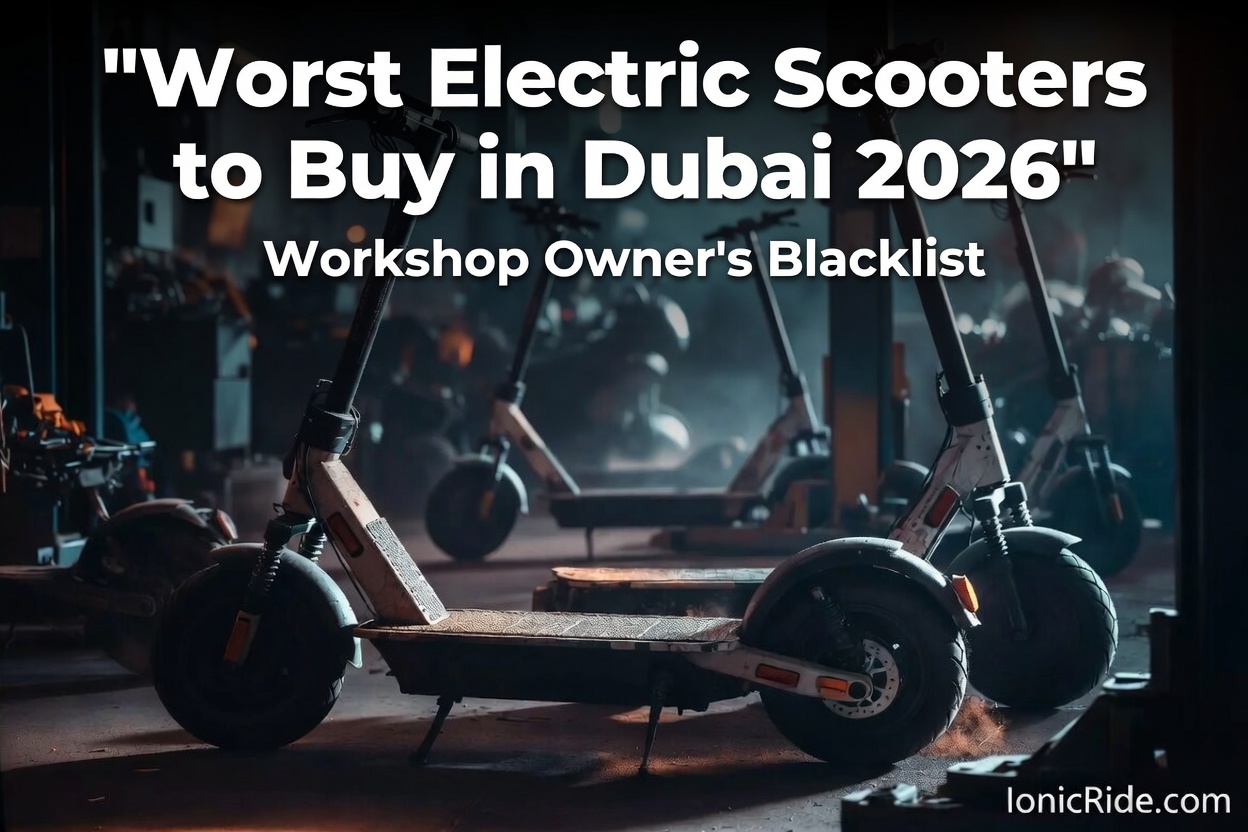 "Worst Electric Scooters
to Buy in Dubai 2026"
Workshop Owner's Blacklist
IonicRide.com